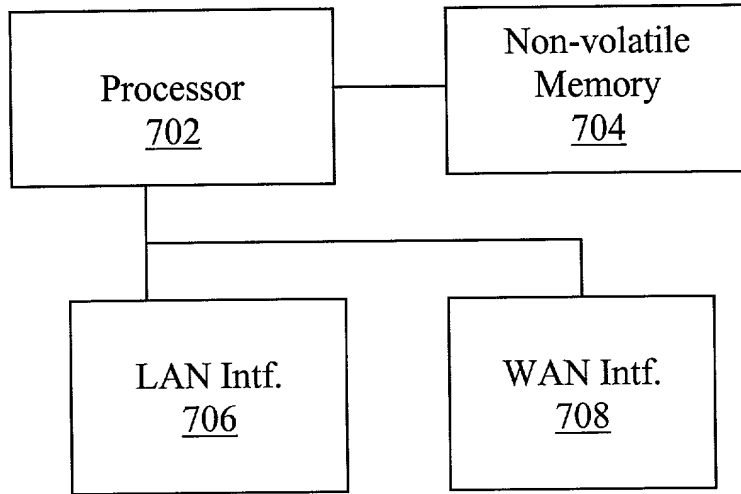 Processor
702
Non-volatile
Memory
704
LAN Intf.
706
WAN Intf.
708